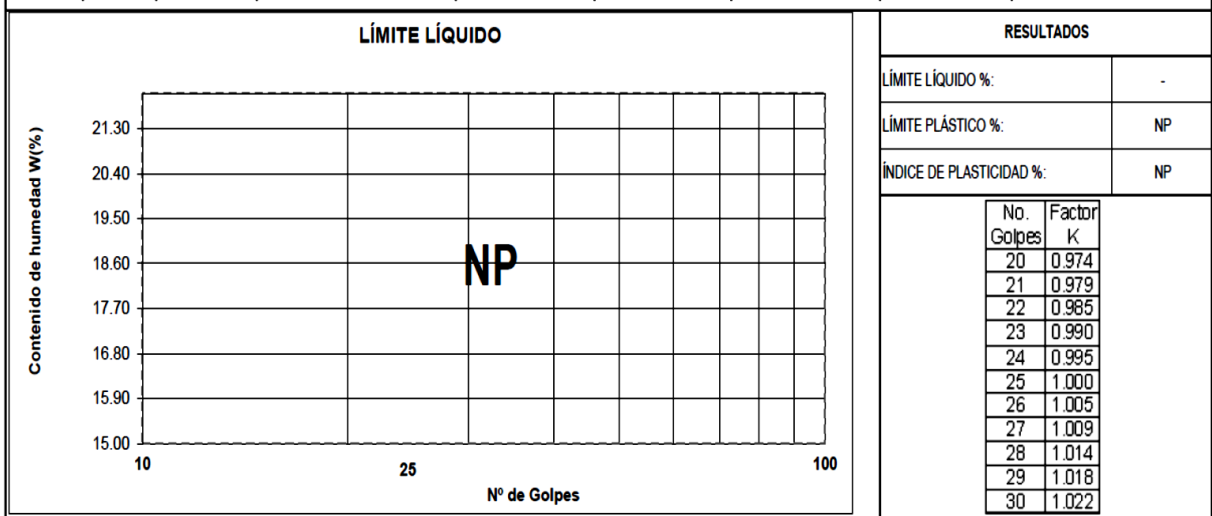 LÍMITE LÍQUIDO
Contenido de humedad W(%)
21.30
20.40
19.50
18.60
17.70
16.80
15.90
15.00
NP
10 25 100
Nº de Golpes
RESULTADOS
LÍMITE LÍQUIDO %: -
LÍMITE PLÁSTICO %: NP
ÍNDICE DE PLASTICIDAD %: NP
No. Golpes Factor K
20 0.974
21 0.979
22 0.985
23 0.990
24 0.995
25 1.000
26 1.005
27 1.009
28 1.014
29 1.018
30 1.022